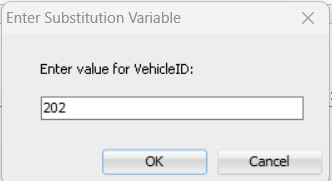 Enter Substitution Variable
Enter value for VehicleID:
202
OK
Cancel